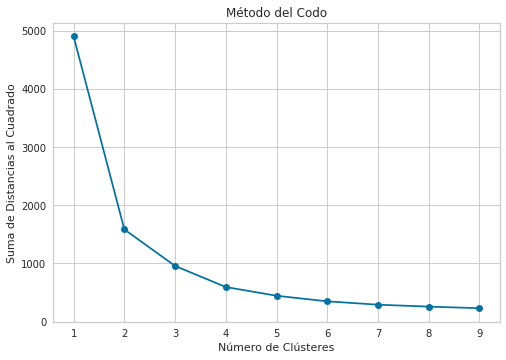 Método del Codo
5000
4000
3000
2000
1000
0
Suma de Distancias al Cuadrado
1 2 3 4 5 6 7 8 9
Número de Clústeres